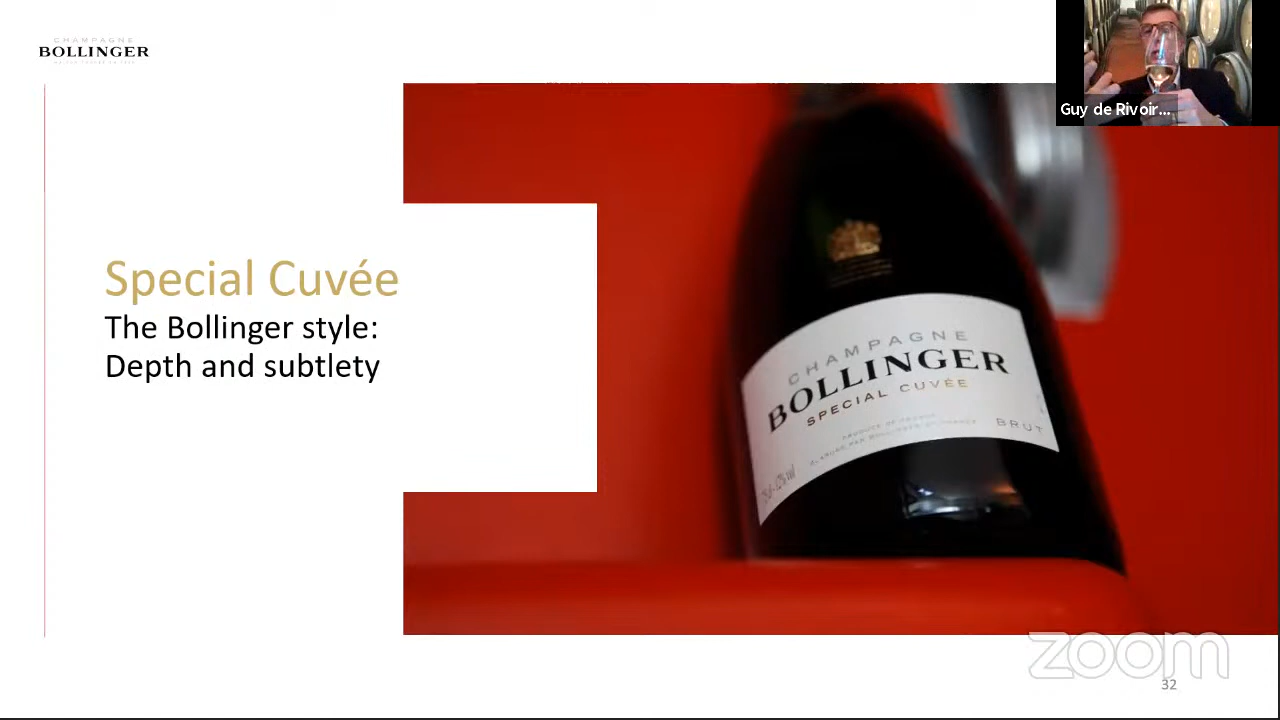 CHAMPAGNE
BOLLINGER
Guy de Rivoir...
Special Cuvée
The Bollinger style:
Depth and subtlety
CHAMPAGNE
BOLLINGER
SPECIAL CUVÉE
BRUT
zoom
32